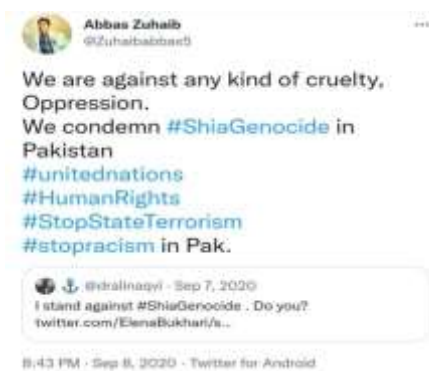 Abbas Zuhaib
@Zuhaibabbas5
We are against any kind of cruelty,
Oppression.
We condemn #ShiaGenocide in
Pakistan
#unitednations
#HumanRights
#StopStateTerrorism
#stopracism in Pak.
@dralinaqvi · Sep 7, 2020
I stand against #ShiaGenocide . Do you?
twitter.com/ElenaBukhari/s...
8:43 PM · Sep 8, 2020 · Twitter for Android